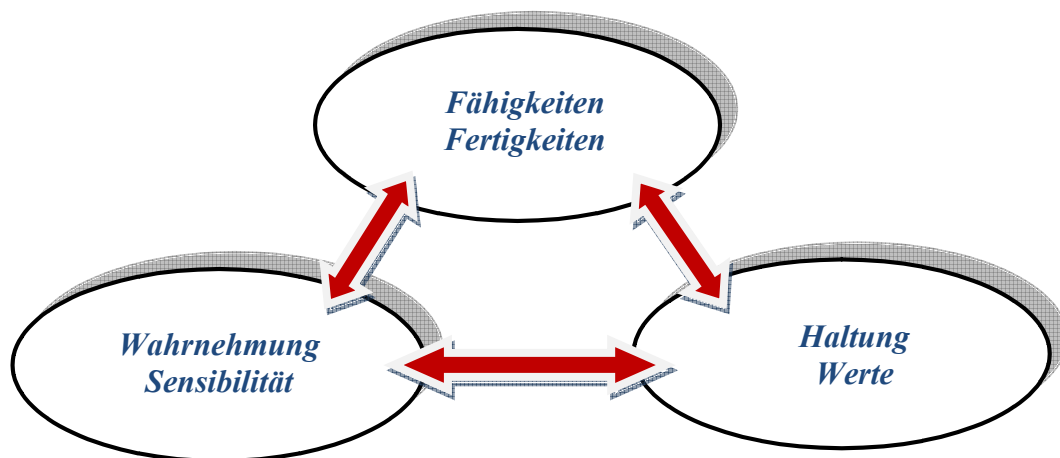 Fähigkeiten
Fertigkeiten
Wahrnehmung
Sensibilität
Haltung
Werte